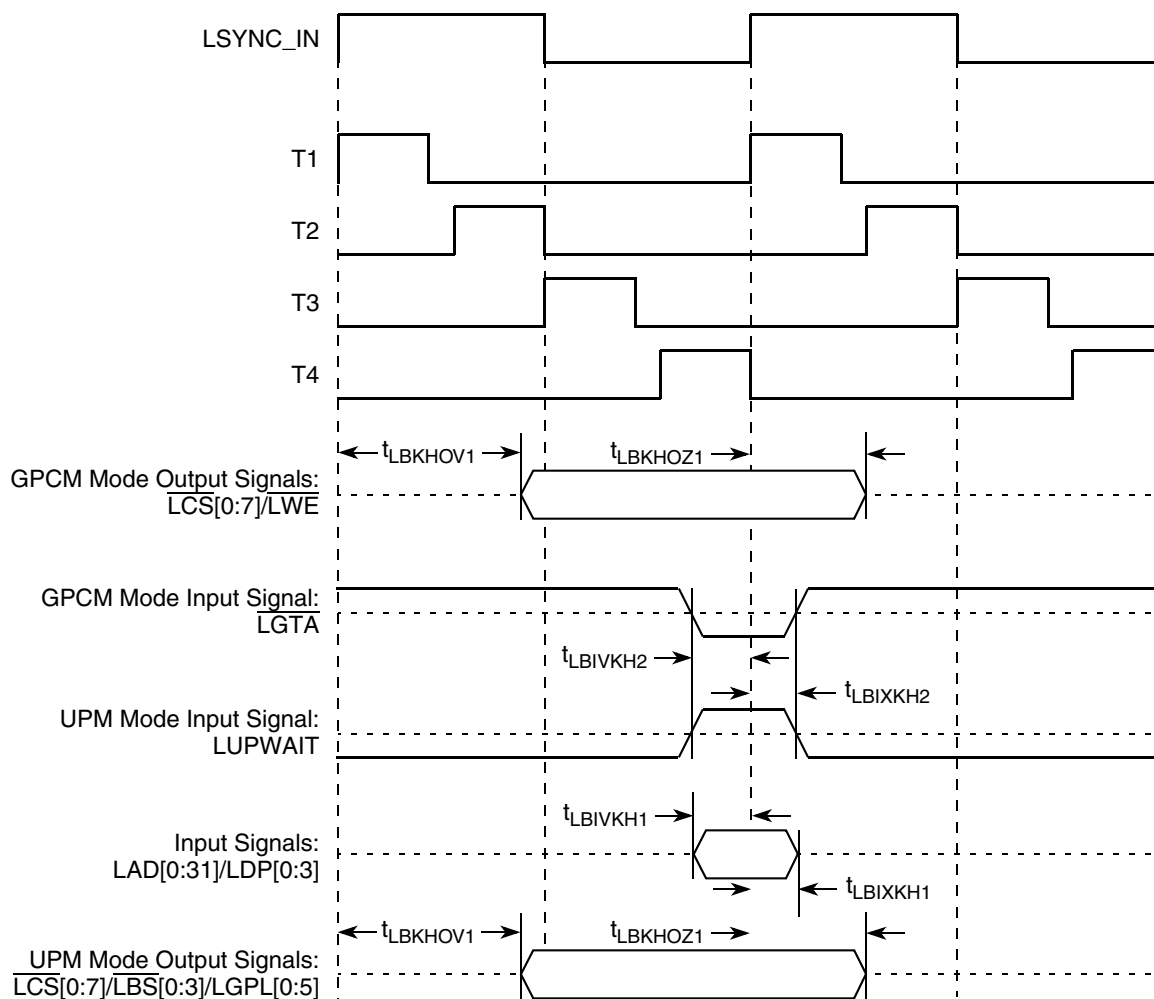 LSYNC_IN
T1
T2
T3
T4
tLBKHOV1
tLBKHOZ1
GPCM Mode Output Signals:
LCS[0:7]/LWE
GPCM Mode Input Signal:
LGTA
tLBIVKH2
tLBIXKH2
UPM Mode Input Signal:
LUPWAIT
tLBIVKH1
Input Signals:
LAD[0:31]/LDP[0:3]
tLBIXKH1
tLBKHOV1
tLBKHOZ1
UPM Mode Output Signals:
LCS[0:7]/LBS[0:3]/LGPL[0:5]